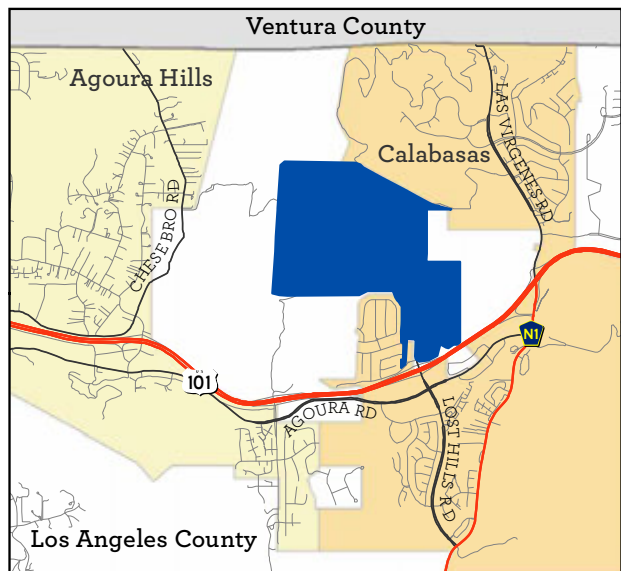 Ventura County
Agoura Hills
LAS VIRGENES RD
Calabasas
CHESEBRO RD
N1
101
AGOURA RD
LOST HILLS RD
Los Angeles County